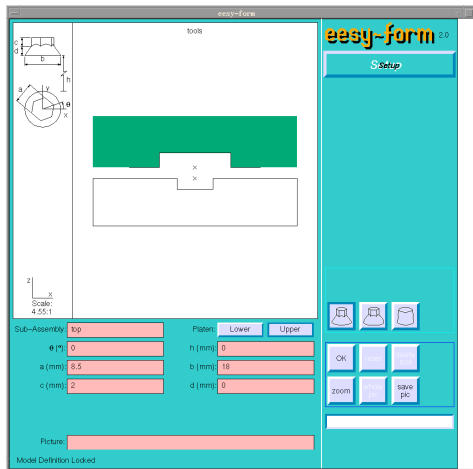 eesy-form
tools
eesy-form 2.0
Setup
c
d
b
h
a
y
θ
x
z
x
Scale:
4.55:1
Sub-Assembly: top
Platen: Lower Upper
θ (°): 0
h (mm): 0
a (mm): 8.5
b (mm): 18
c (mm): 2
d (mm): 0
OK
zoom
save
pic
Picture:
Model Definition Locked